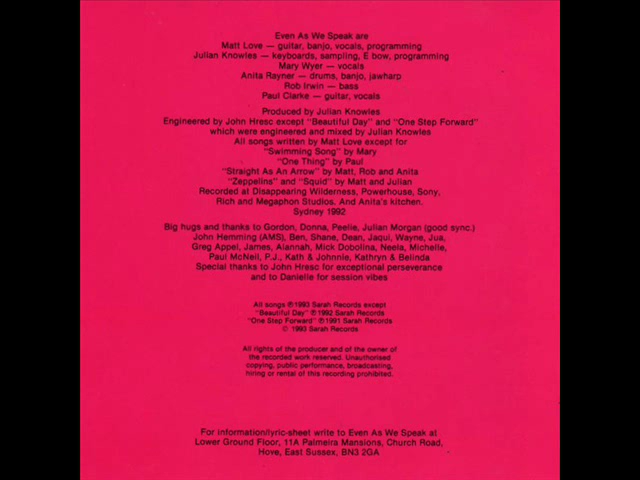 Even As We Speak are
Matt Love — guitar, banjo, vocals, programming
Julian Knowles — keyboards, sampling, E bow, programming
Mary Wyer — vocals
Anita Rayner — drums, banjo, jawharp
Rob Irwin — bass
Paul Clarke — guitar, vocals
Produced by Julian Knowles
Engineered by John Hresc except "Beautiful Day" and "One Step Forward"
which were engineered and mixed by Julian Knowles
All songs written by Matt Love except for
"Swimming Song" by Mary
"One Thing" by Paul
"Straight As An Arrow" by Matt, Rob and Anita
"Zeppelins" and "Squid" by Matt and Julian
Recorded at Disappearing Wilderness, Powerhouse, Sony,
Rich and Megaphon Studios. And Anita's kitchen.
Sydney 1992
Big hugs and thanks to Gordon, Donna, Peelie, Julian Morgan (good sync.)
John Hemming (AMS), Ben, Shane, Dean, Jaqui, Wayne, Jua,
Greg Appel, James, Alannah, Mick Dobolina, Neela, Michelle,
Paul McNeil, P.J., Kath & Johnnie, Kathryn & Belinda
Special thanks to John Hresc for exceptional perseverance
and to Danielle for session vibes
All songs ℗1993 Sarah Records except
"Beautiful Day" ℗1992 Sarah Records
"One Step Forward" ℗1991 Sarah Records
© 1993 Sarah Records
All rights of the producer and of the owner of
the recorded work reserved. Unauthorised
copying, public performance, broadcasting,
hiring or rental of this recording prohibited.
For information/lyric-sheet write to Even As We Speak at
Lower Ground Floor, 11A Palmeira Mansions, Church Road,
Hove, East Sussex, BN3 2GA